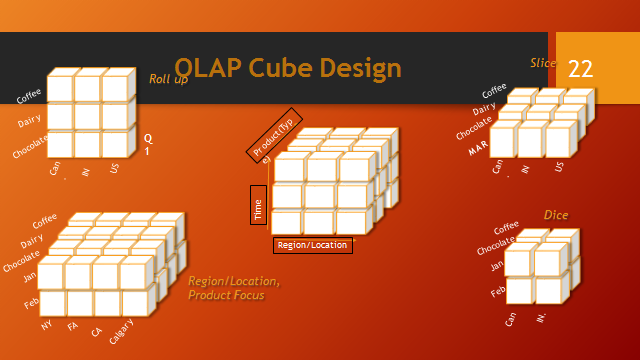 OLAP Cube Design
22
Roll up
Coffee
Dairy
Chocolate
Q
1
Can
.
IN
US
Slice
Coffee
Dairy
Chocolate
MAR
Can
.
IN
US
Product(Typ
e)
Time
Region/Location
Coffee
Dairy
Chocolate
Jan
Feb
NY
FA
CA
Calgary
Region/Location,
Product Focus
Dice
Coffee
Chocolate
Jan
Feb
Can
IN.